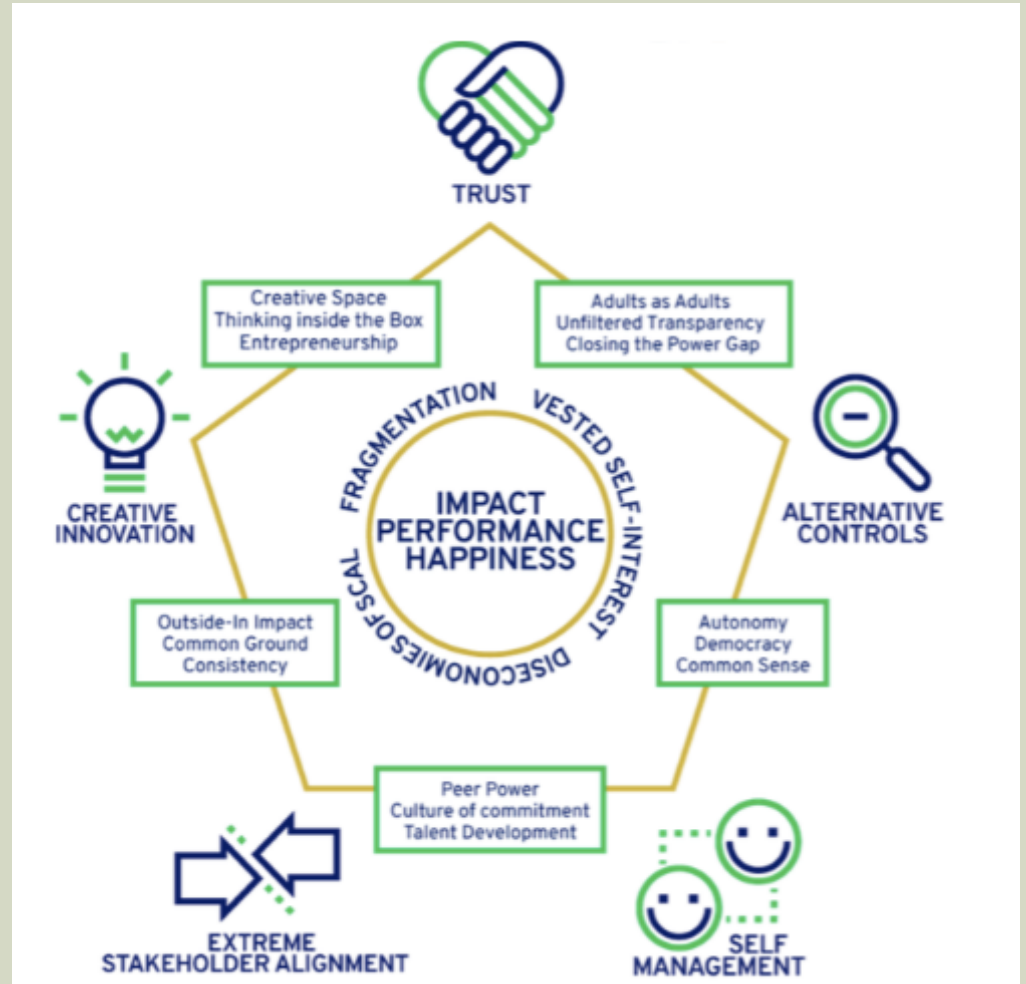 TRUST
Creative Space
Thinking inside the Box
Entrepreneurship
Adults as Adults
Unfiltered Transparency
Closing the Power Gap
FRAGMENTATION
VESTED SELF-INTEREST
DISECONOMIES OF SCAL
IMPACT
PERFORMANCE
HAPPINESS
CREATIVE
INNOVATION
ALTERNATIVE
CONTROLS
Outside-In Impact
Common Ground
Consistency
Autonomy
Democracy
Common Sense
Peer Power
Culture of commitment
Talent Development
EXTREME
STAKEHOLDER ALIGNMENT
SELF
MANAGEMENT